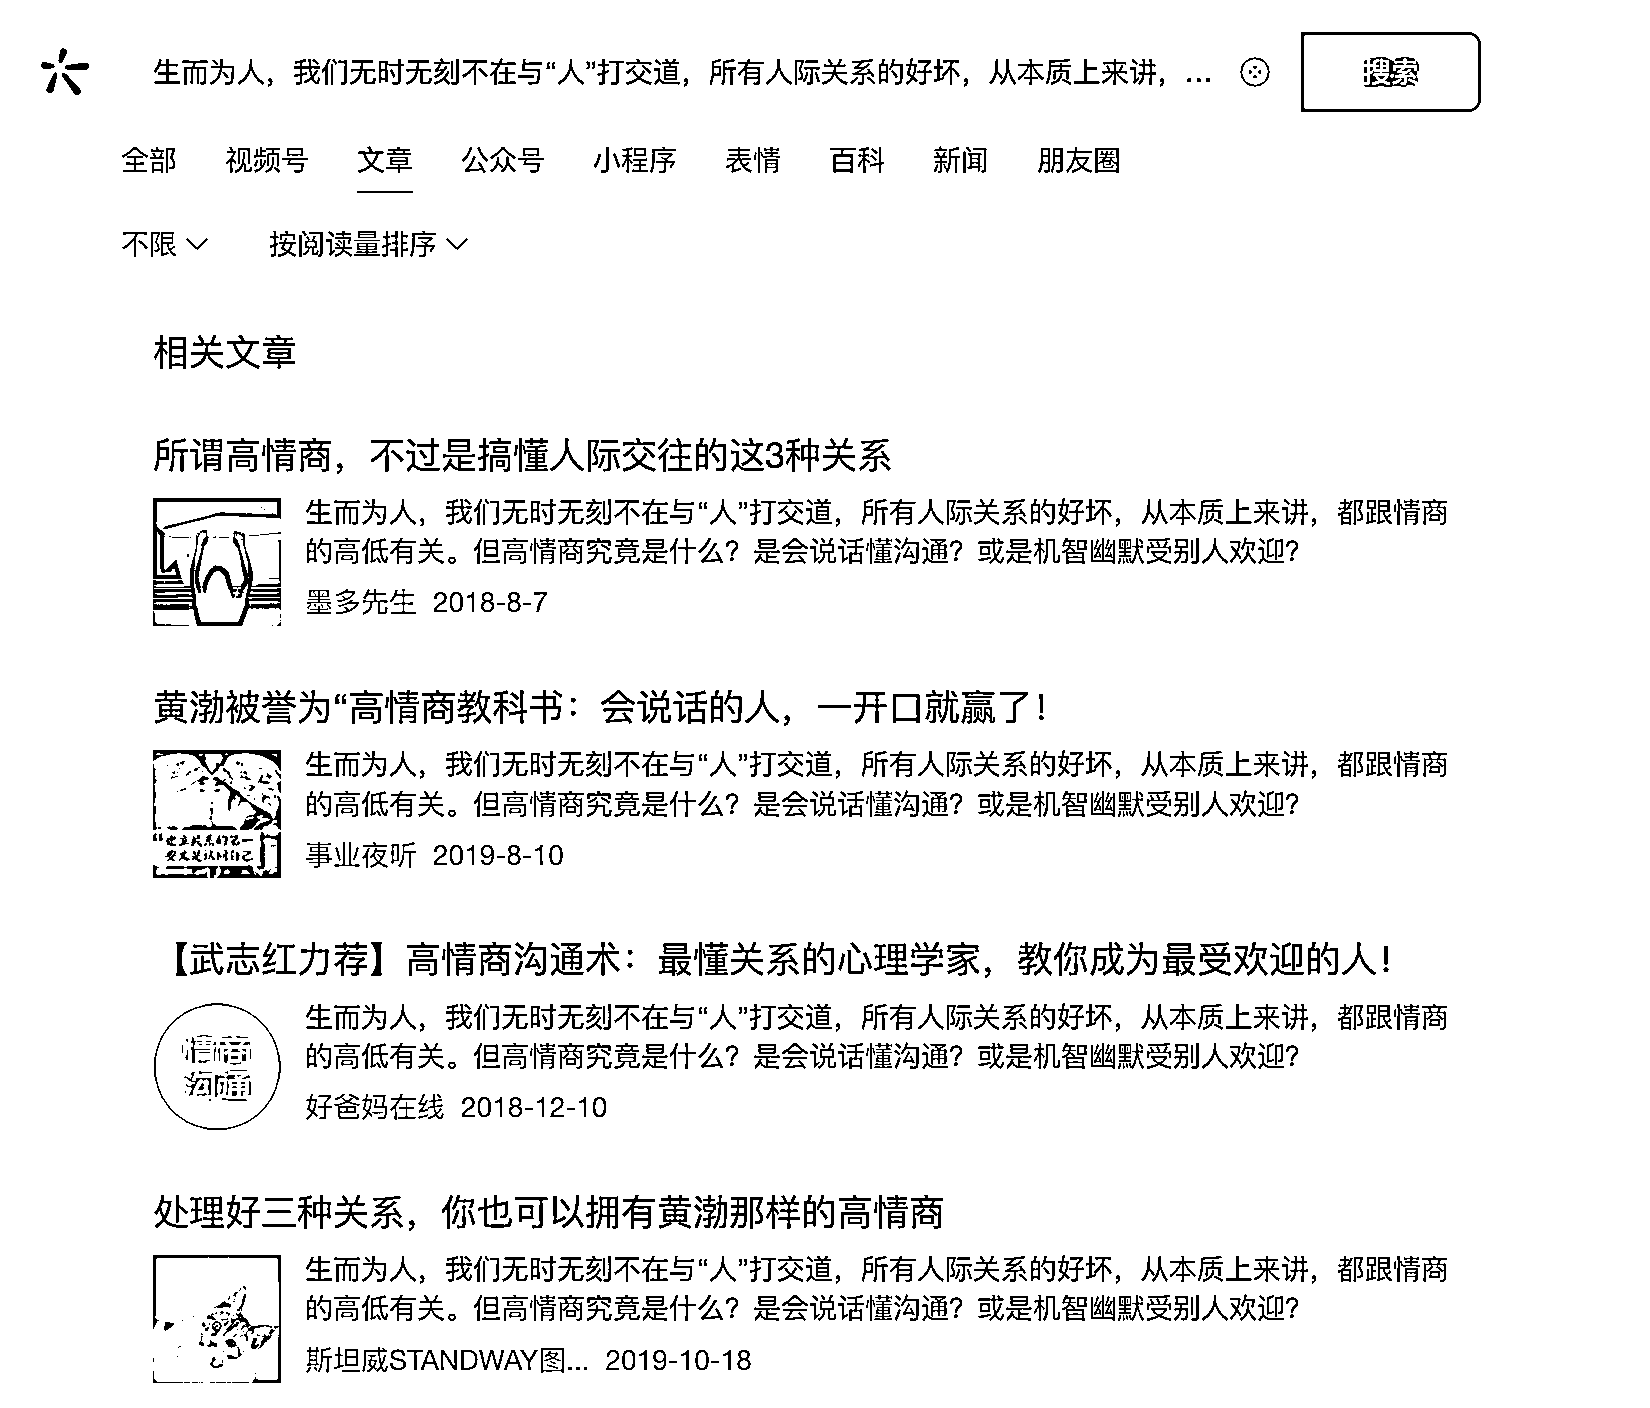 生而为人，我们无时无刻不在与“人”打交道，所有人际关系的好坏，从本质上来讲，...
搜索
全部 视频号 文章 公众号 小程序 表情 百科 新闻 朋友圈
不限 按阅读量排序
相关文章
所谓高情商，不过是搞懂人际交往的这3种关系
生而为人，我们无时无刻不在与“人”打交道，所有人际关系的好坏，从本质上来讲，都跟情商
的高低有关。但高情商究竟是什么？是会说话懂沟通？或是机智幽默受别人欢迎？
墨多先生 2018-8-7
黄渤被誉为“高情商教科书：会说话的人，一开口就赢了！
生而为人，我们无时无刻不在与“人”打交道，所有人际关系的好坏，从本质上来讲，都跟情商
的高低有关。但高情商究竟是什么？是会说话懂沟通？或是机智幽默受别人欢迎？
事业夜听 2019-8-10
【武志红力荐】高情商沟通术：最懂关系的心理学家，教你成为最受欢迎的人！
情商
沟通
生而为人，我们无时无刻不在与“人”打交道，所有人际关系的好坏，从本质上来讲，都跟情商
的高低有关。但高情商究竟是什么？是会说话懂沟通？或是机智幽默受别人欢迎？
好爸妈在线 2018-12-10
处理好三种关系，你也可以拥有黄渤那样的高情商
生而为人，我们无时无刻不在与“人”打交道，所有人际关系的好坏，从本质上来讲，都跟情商
的高低有关。但高情商究竟是什么？是会说话懂沟通？或是机智幽默受别人欢迎？
斯坦威STANDWAY图... 2019-10-18